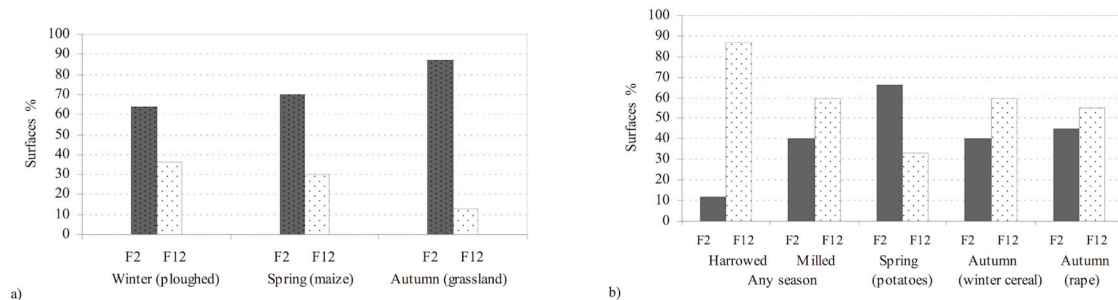 100
90
80
70
60
50
40
30
20
10
0
Surfaces %
F2 F12 F2 F12 F2 F12
Winter (ploughed) Spring (maize) Autumn (grassland)
a)
100
90
80
70
60
50
40
30
20
10
0
Surfaces %
F2 F12 F2 F12 F2 F12 F2 F12 F2 F12
Harrowed Milled Spring Autumn Autumn
Any season (potatoes) (winter cereal) (rape)
b)